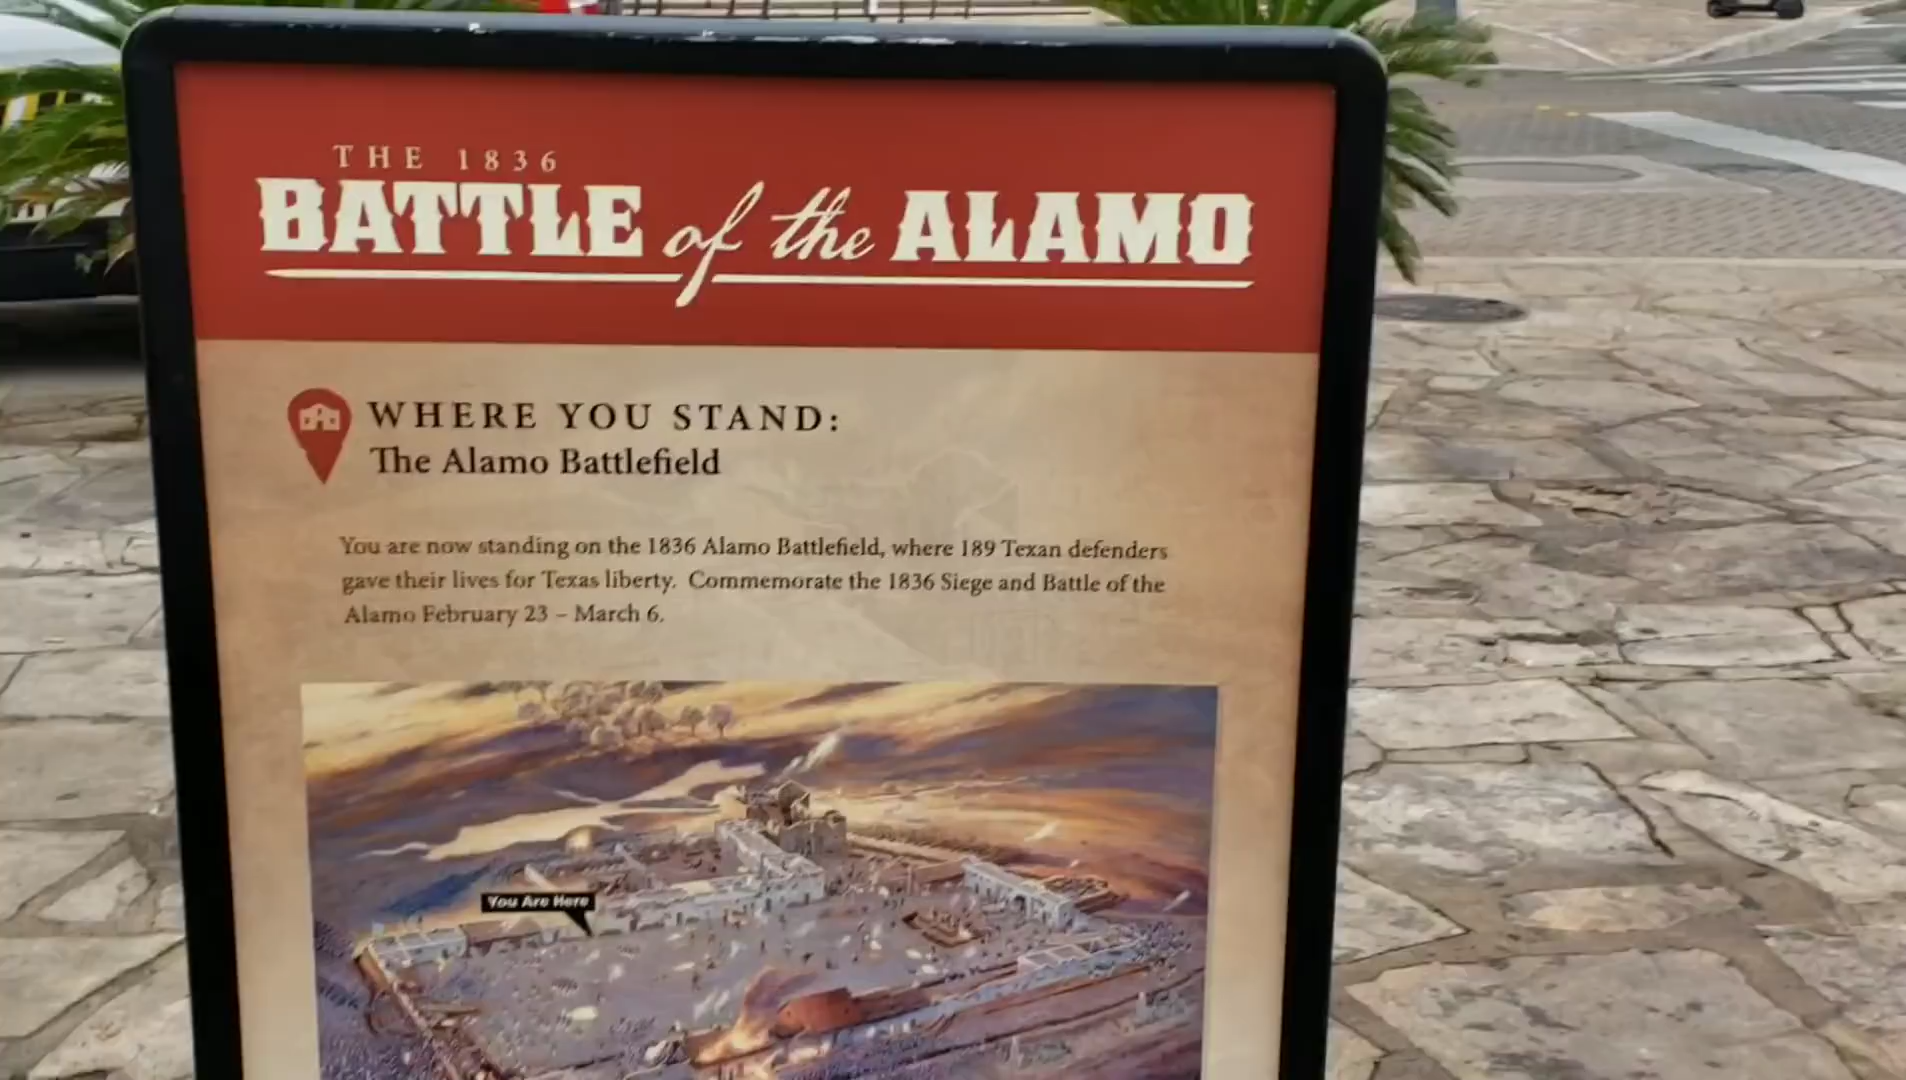 THE 1836
BATTLE of the ALAMO
WHERE YOU STAND:
The Alamo Battlefield
You are now standing on the 1836 Alamo Battlefield, where 189 Texan defenders
gave their lives for Texas liberty. Commemorate the 1836 Siege and Battle of the
Alamo February 23 – March 6.
You Are Here